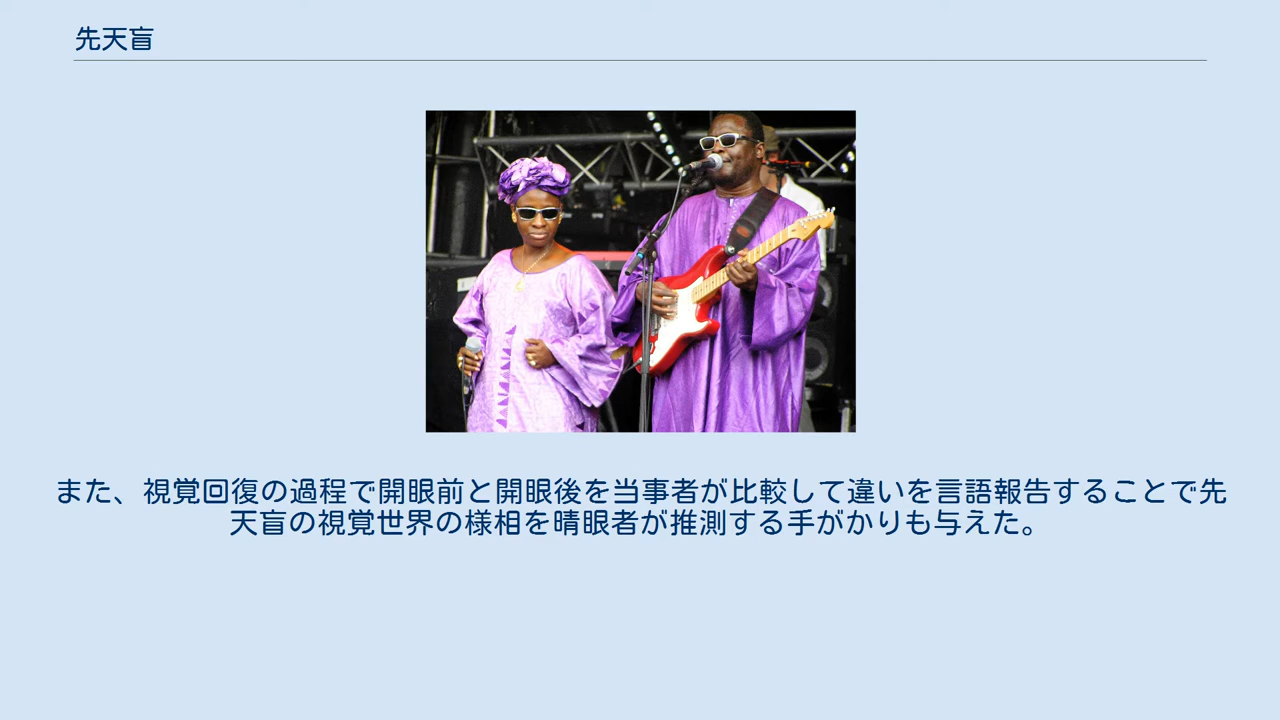 先天盲
また、視覚回復の過程で開眼前と開眼後を当事者が比較して違いを言語報告することで先
天盲の視覚世界の様相を晴眼者が推測する手がかりも与えた。